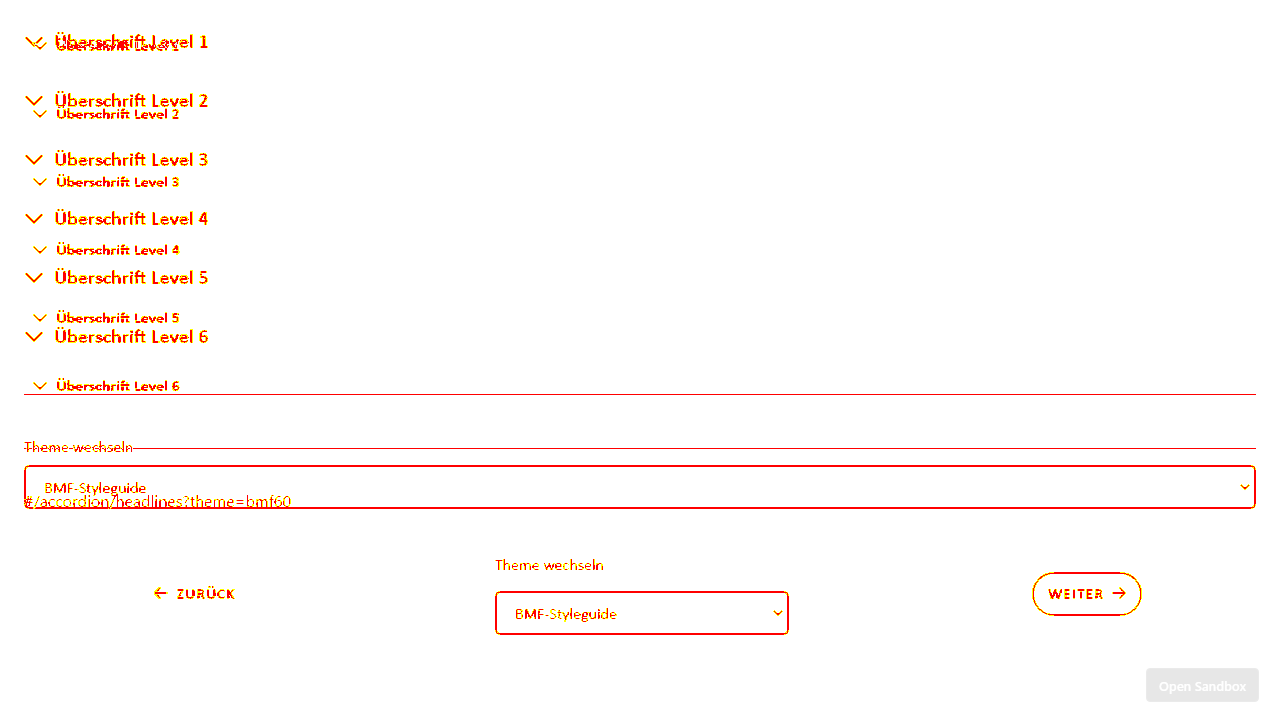 Überschrift Level 1
Überschrift Level 1
Überschrift Level 2
Überschrift Level 2
Überschrift Level 3
Überschrift Level 3
Überschrift Level 4
Überschrift Level 4
Überschrift Level 5
Überschrift Level 5
Überschrift Level 6
Überschrift Level 6
Theme wechseln
BMF-Styleguide
#/accordion/headlines?theme=bmf60
Theme wechseln
ZURÜCK
WEITER
BMF-Styleguide
Open Sandbox